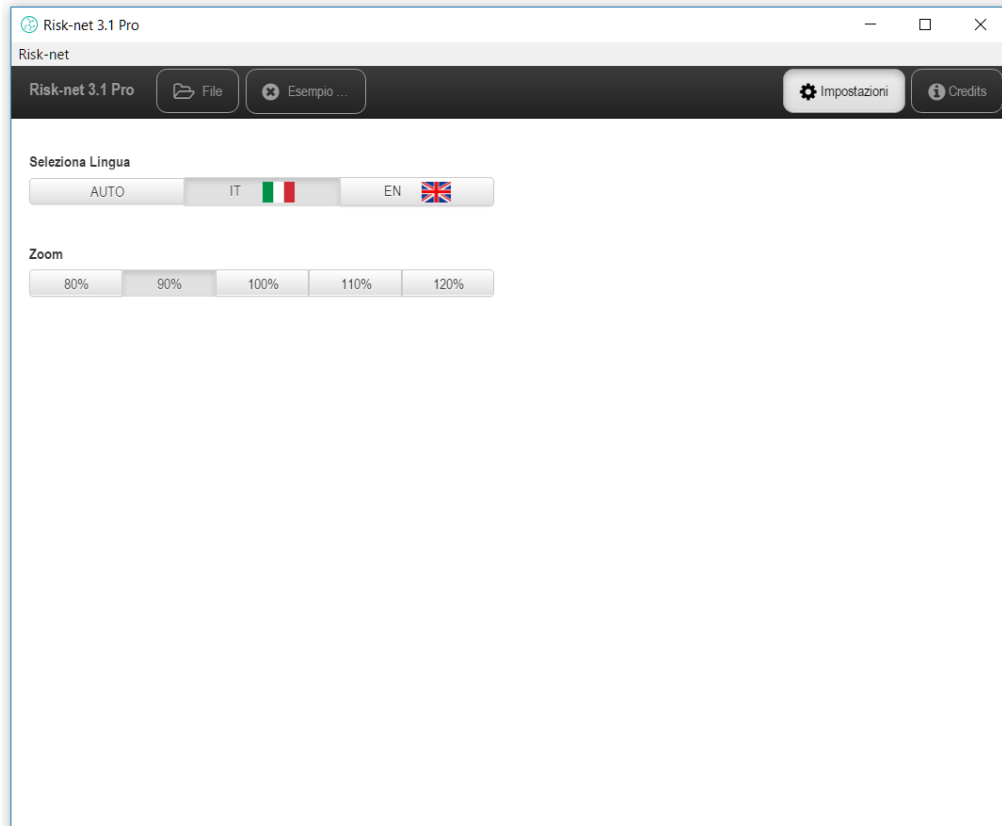 Risk-net 3.1 Pro
Risk-net
Risk-net 3.1 Pro File Esempio ... Impostazioni Credits
Seleziona Lingua
AUTO IT EN
Zoom
80% 90% 100% 110% 120%